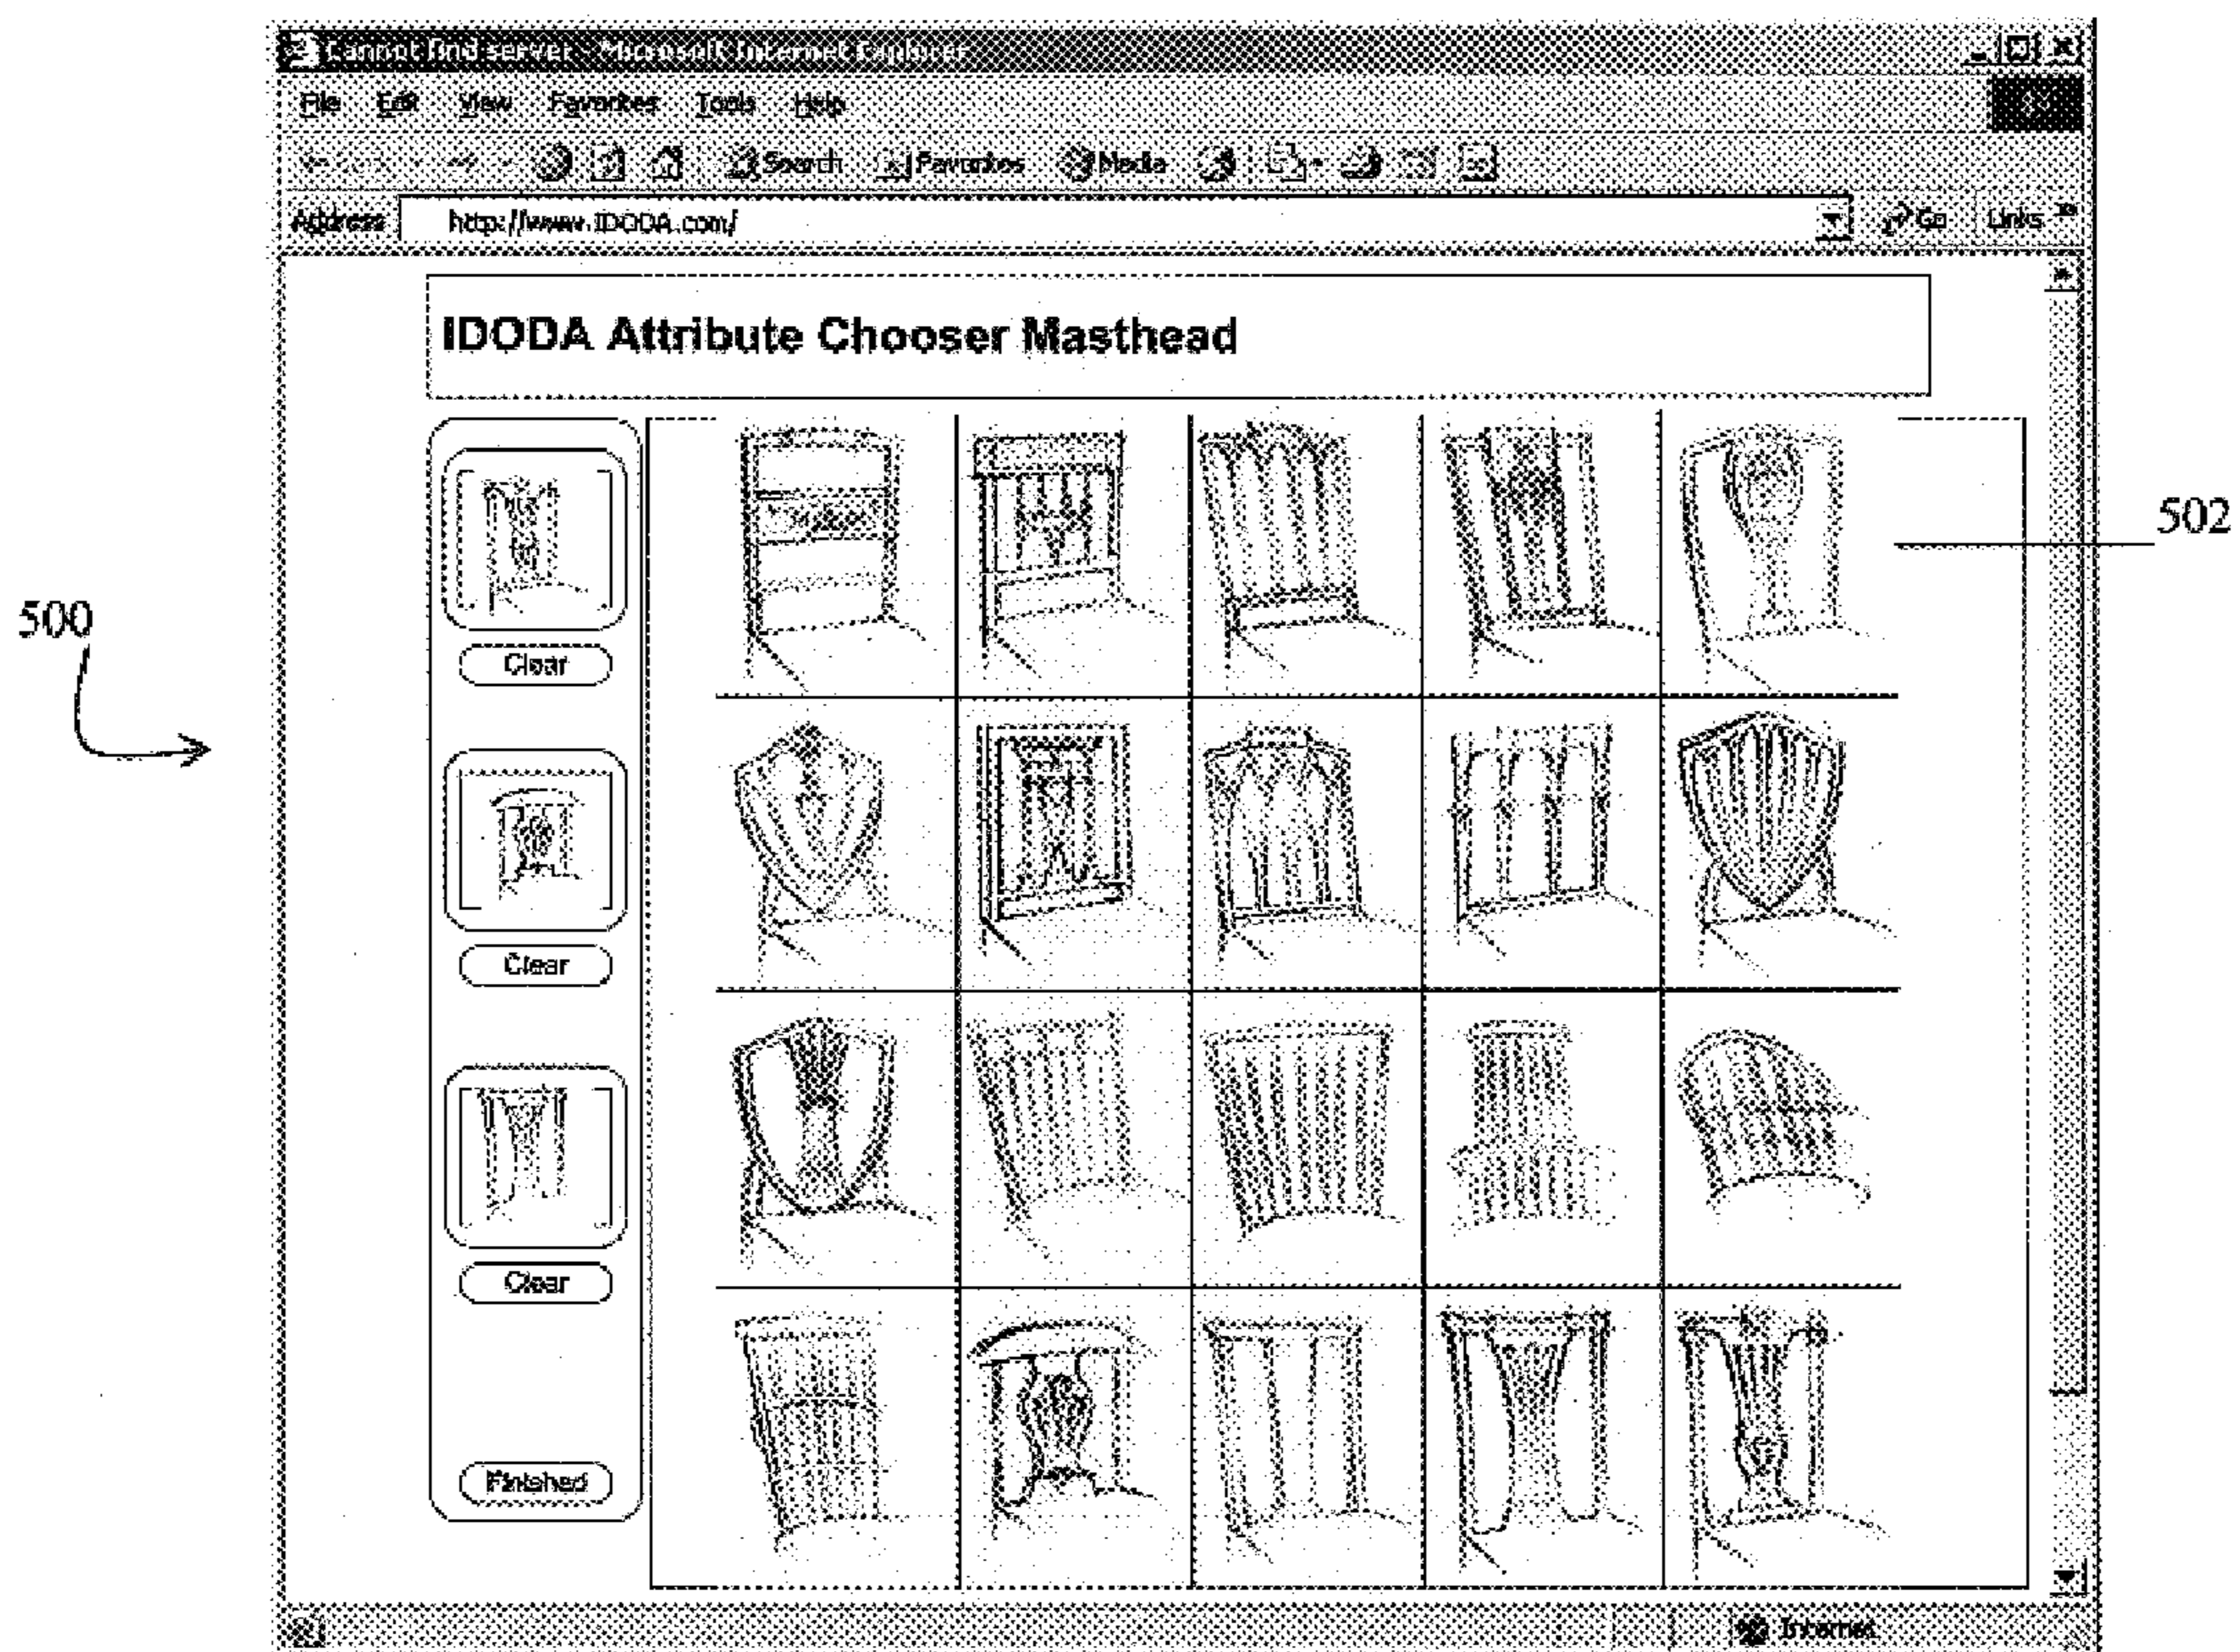 Cannot find server - Microsoft Internet Explorer
File Edit View Favorites Tools Help
Search Favorites Media
Address http://www.IDODA.com/ Go Links »
IDODA Attribute Chooser Masthead
502
500
Clear
Clear
Clear
Finished
Internet